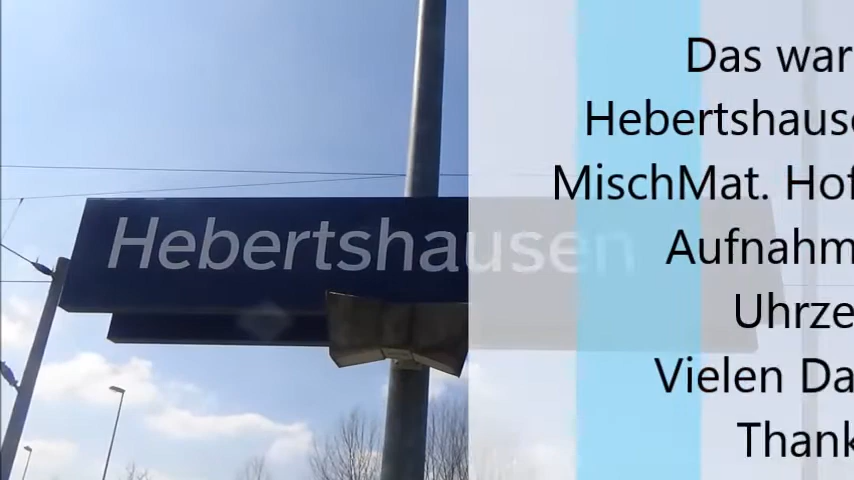 Hebertshausen
Das war
Hebertshause
MischMat. Hof
Aufnahm
Uhrze
Vielen Da
Thank